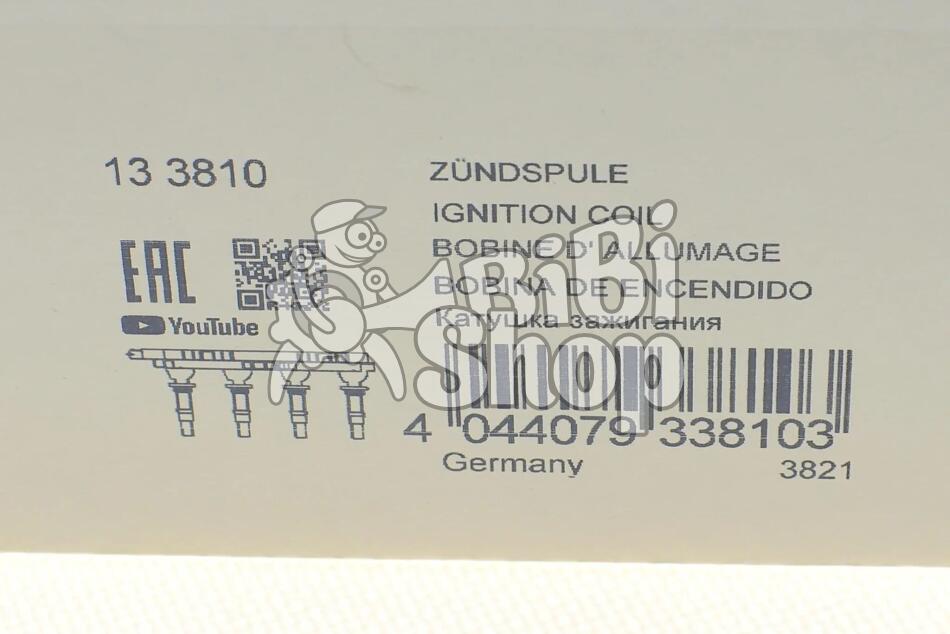 13 3810
ZÜNDSPULE
IGNITION COIL
BOBINE D' ALLUMAGE
BOBINA DE ENCENDIDO
Катушка зажигания
EAC
YouTube
ARiBi
Shop
4 044079 338103
Germany
3821